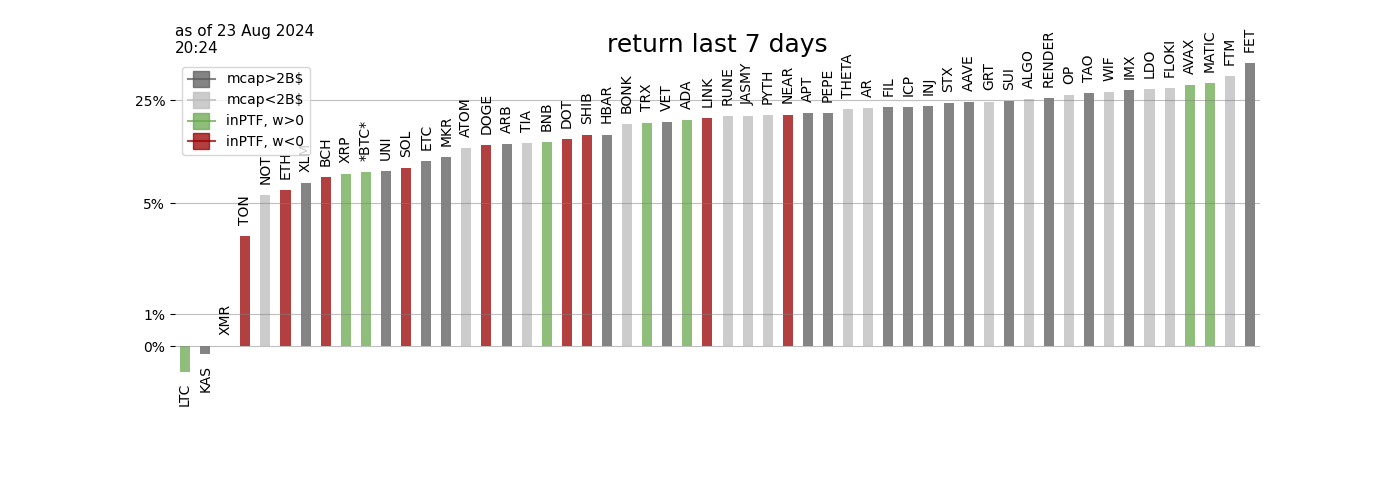 as of 23 Aug 2024
20:24
return last 7 days
mcap>2B$
mcap<2B$
inPTF, w>0
inPTF, w<0
25%
5%
1%
0%
LTC
KAS
XMR
TON
NOT
ETH
XLM
BCH
XRP
*BTC*
UNI
SOL
ETC
MKR
ATOM
DOGE
ARB
TIA
BNB
DOT
SHIB
HBAR
BONK
TRX
VET
ADA
LINK
RUNE
JASMY
PYTH
NEAR
APT
PEPE
THETA
AR
FIL
ICP
INJ
STX
AAVE
GRT
SUI
ALGO
RENDER
OP
TAO
WIF
IMX
LDO
FLOKI
AVAX
MATIC
FTM
FET